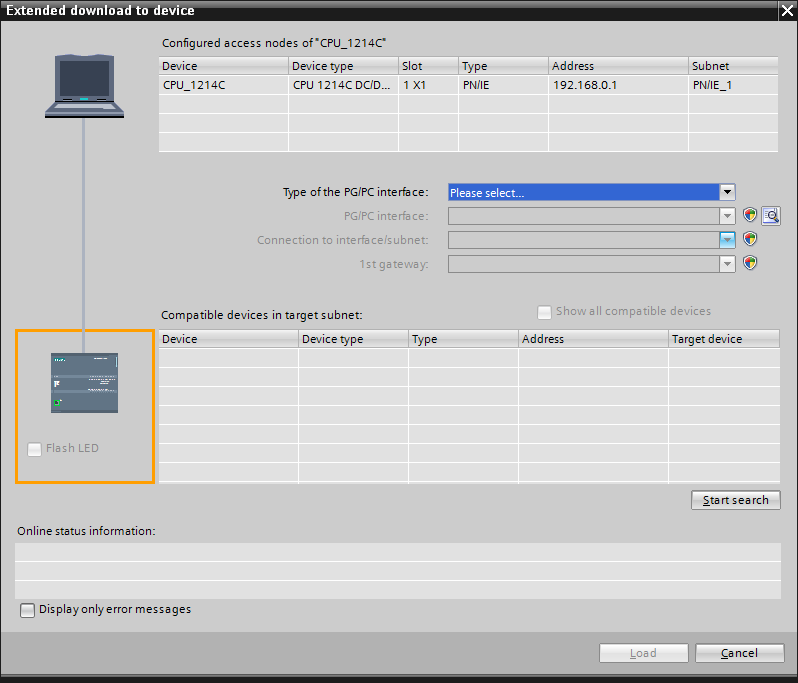 Extended download to device
Configured access nodes of "CPU_1214C"
Device Device type Slot Type Address Subnet
CPU_1214C CPU 1214C DC/D... 1 X1 PN/IE 192.168.0.1 PN/IE_1
Type of the PG/PC interface: Please select...
PG/PC interface:
Connection to interface/subnet:
1st gateway:
Compatible devices in target subnet: Show all compatible devices
Device Device type Type Address Target device
Flash LED
Start search
Online status information:
Display only error messages
Load Cancel